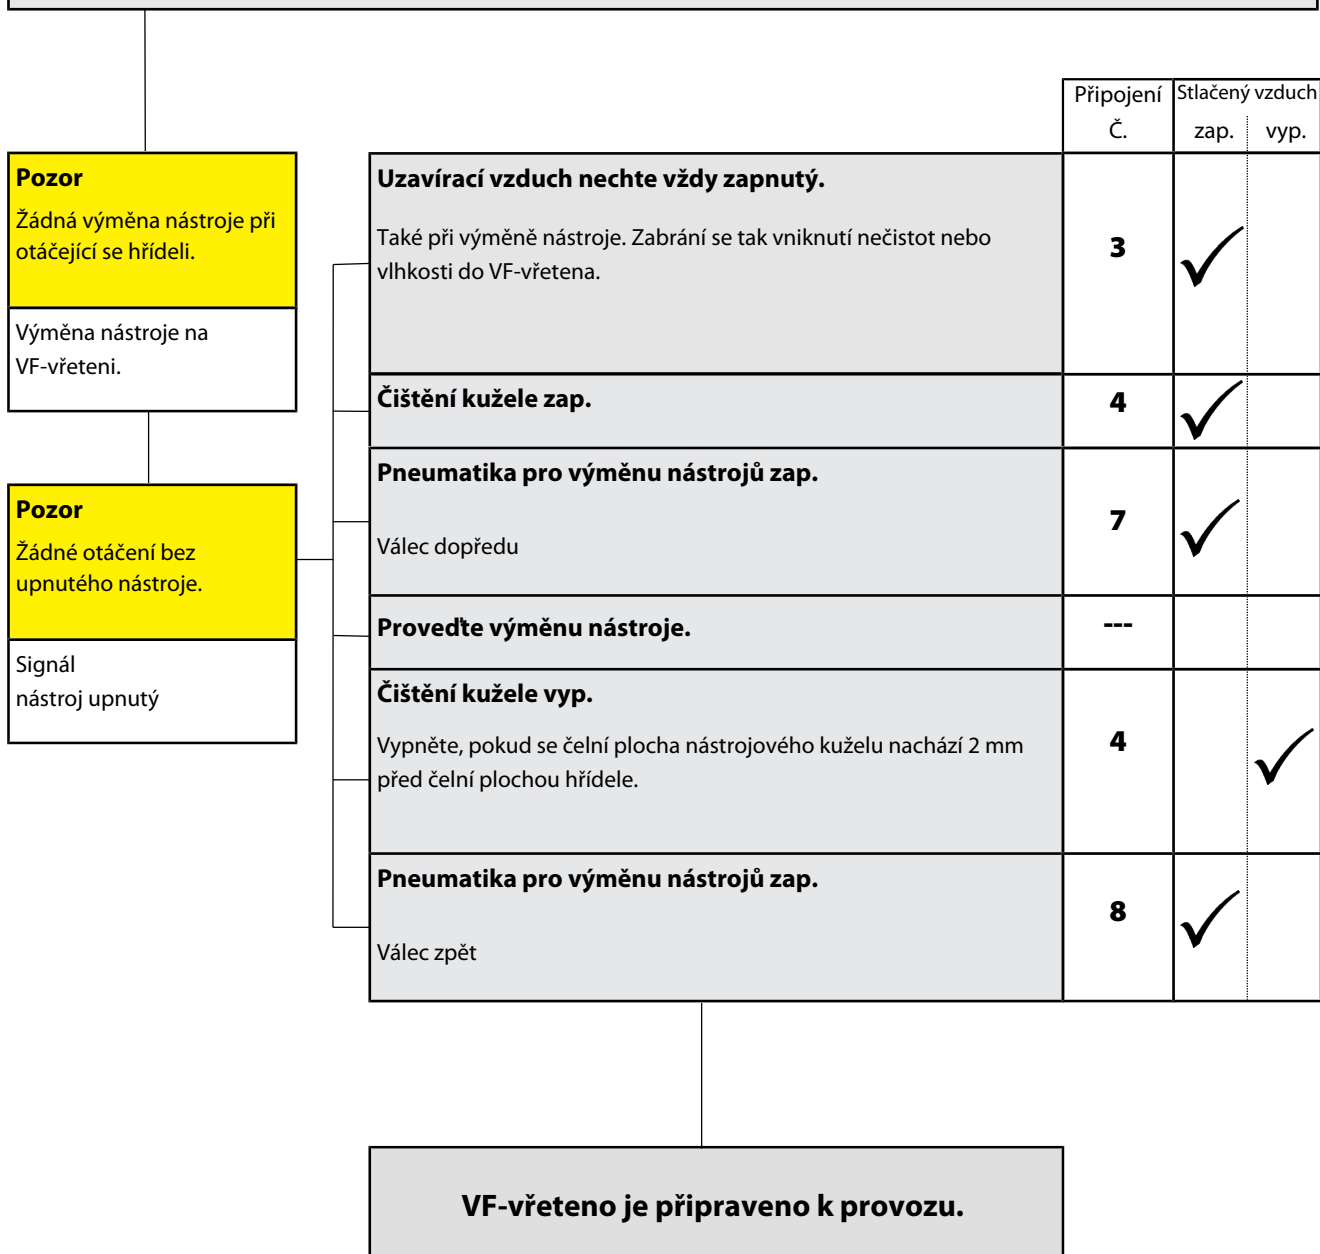 Připojení
Č.
Stlačený vzduch
zap.
vyp.
Pozor
Žádná výměna nástroje při
otáčející se hřídeli.
Výměna nástroje na
VF-vřeteni.
Pozor
Žádné otáčení bez
upnutého nástroje.
Signál
nástroj upnutý
Uzavírací vzduch nechte vždy zapnutý.
Také při výměně nástroje. Zabrání se tak vniknutí nečistot nebo
vlhkosti do VF-vřetena.
3
Čištění kužele zap.
4
Pneumatika pro výměnu nástrojů zap.
Válec dopředu
7
Proveďte výměnu nástroje.
---
Čištění kužele vyp.
Vypněte, pokud se čelní plocha nástrojového kuželu nachází 2 mm
před čelní plochou hřídele.
4
Pneumatika pro výměnu nástrojů zap.
Válec zpět
8
VF-vřeteno je připraveno k provozu.